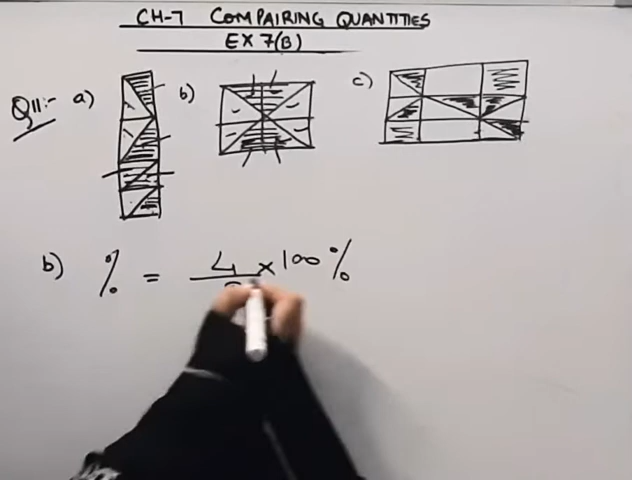 CH-7 COMPAIRING QUANTITIES
EX 7(B)
Q11:- a) b) c)
b) % = 4 × 100 %